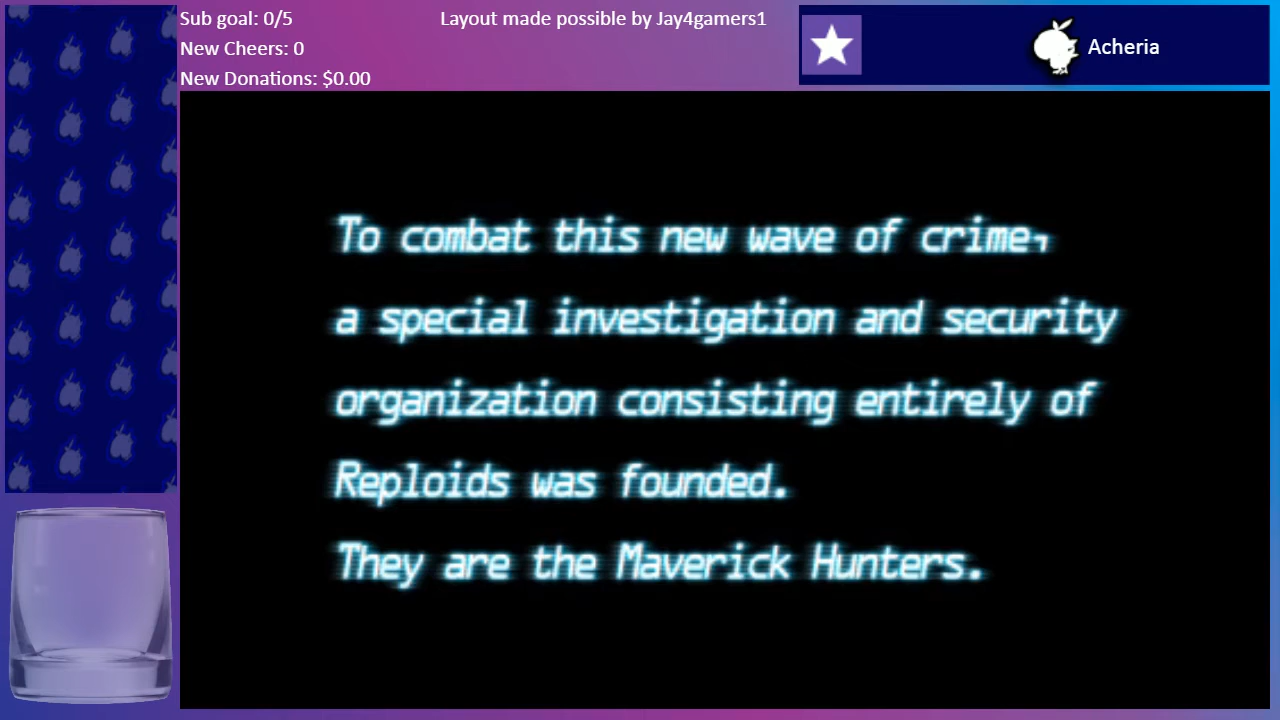 Sub goal: 0/5
Layout made possible by Jay4gamers1
New Cheers: 0
New Donations: $0.00
Acheria
To combat this new wave of crime,
a special investigation and security
organization consisting entirely of
Reploids was founded.
They are the Maverick Hunters.